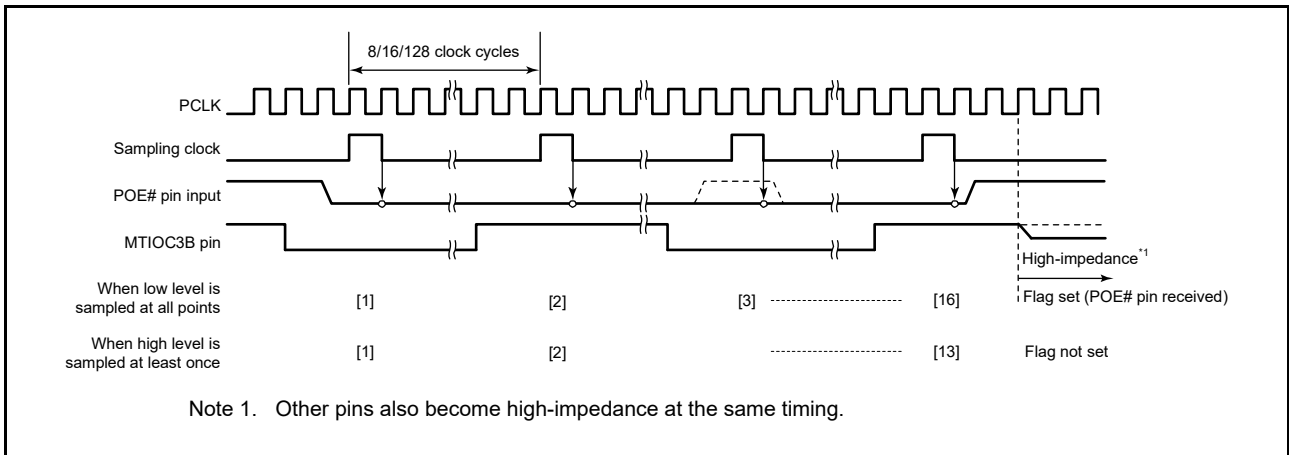 8/16/128 clock cycles
PCLK
Sampling clock
POE# pin input
MTIOC3B pin
High-impedance*1
When low level is
sampled at all points
[1] [2] [3] [16] Flag set (POE# pin received)
When high level is
sampled at least once
[1] [2] [13] Flag not set
Note 1. Other pins also become high-impedance at the same timing.